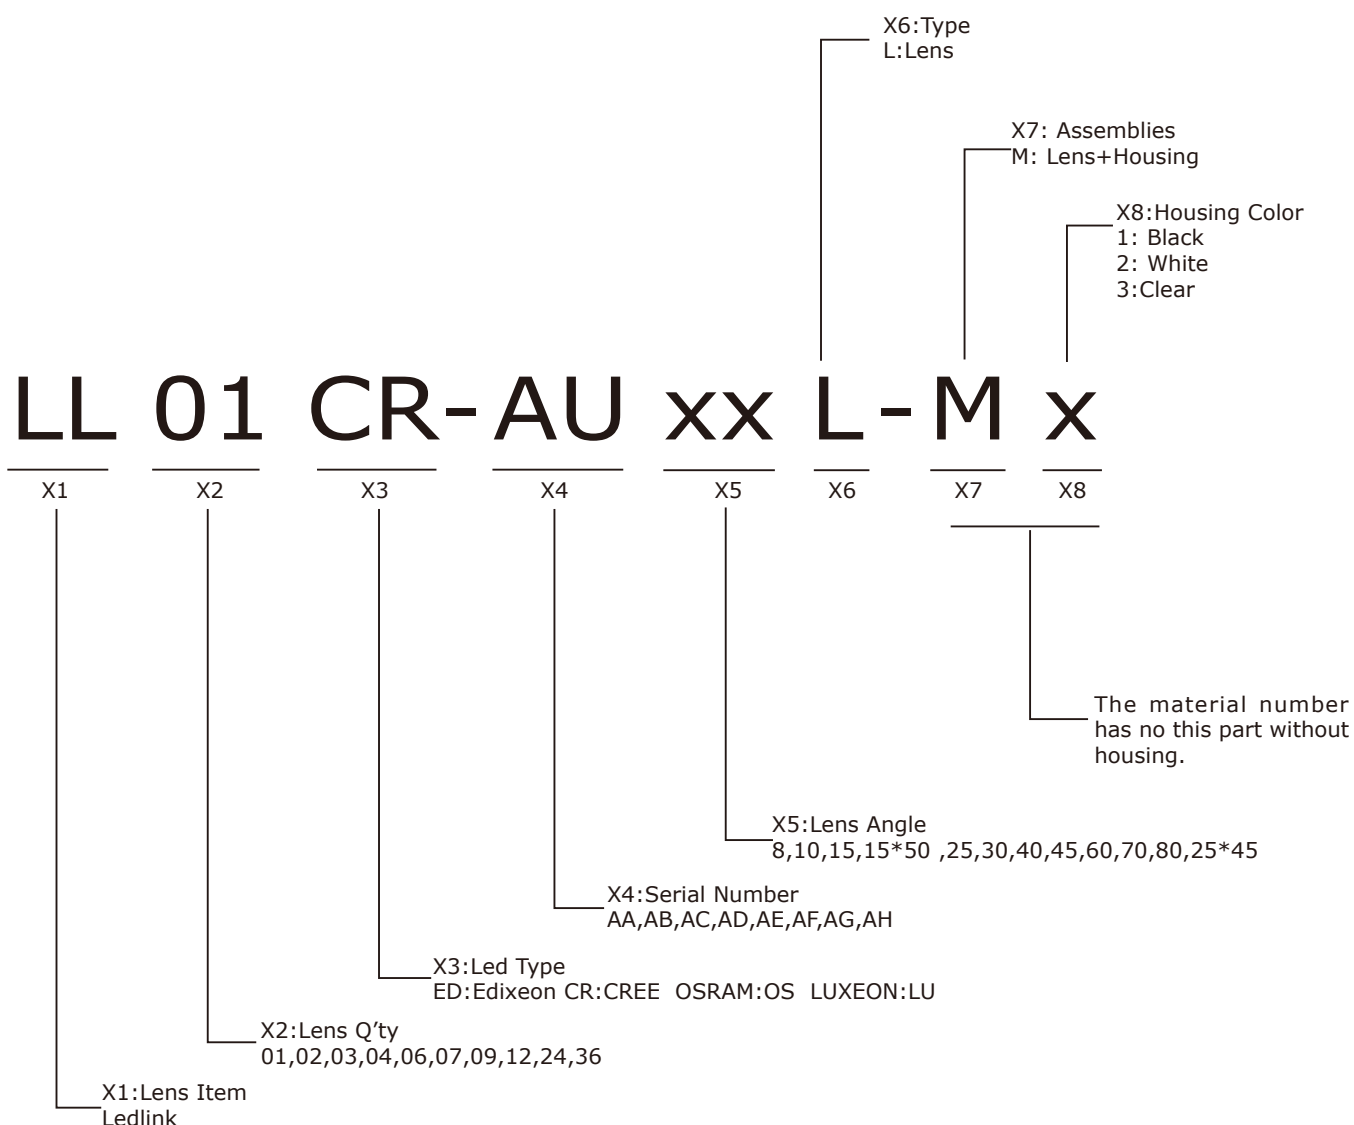 X6:Type
L:Lens
X7: Assemblies
M: Lens+Housing
X8:Housing Color
1: Black
2: White
3:Clear
LL 01 CR-AU xx L-M x
X1 X2 X3 X4 X5 X6 X7 X8
The material number
has no this part without
housing.
X5:Lens Angle
8,10,15,15*50 ,25,30,40,45,60,70,80,25*45
X4:Serial Number
AA,AB,AC,AD,AE,AF,AG,AH
X3:Led Type
ED:Edixeon CR:CREE OSRAM:OS LUXEON:LU
X2:Lens Q’ty
01,02,03,04,06,07,09,12,24,36
X1:Lens Item
Ledlink